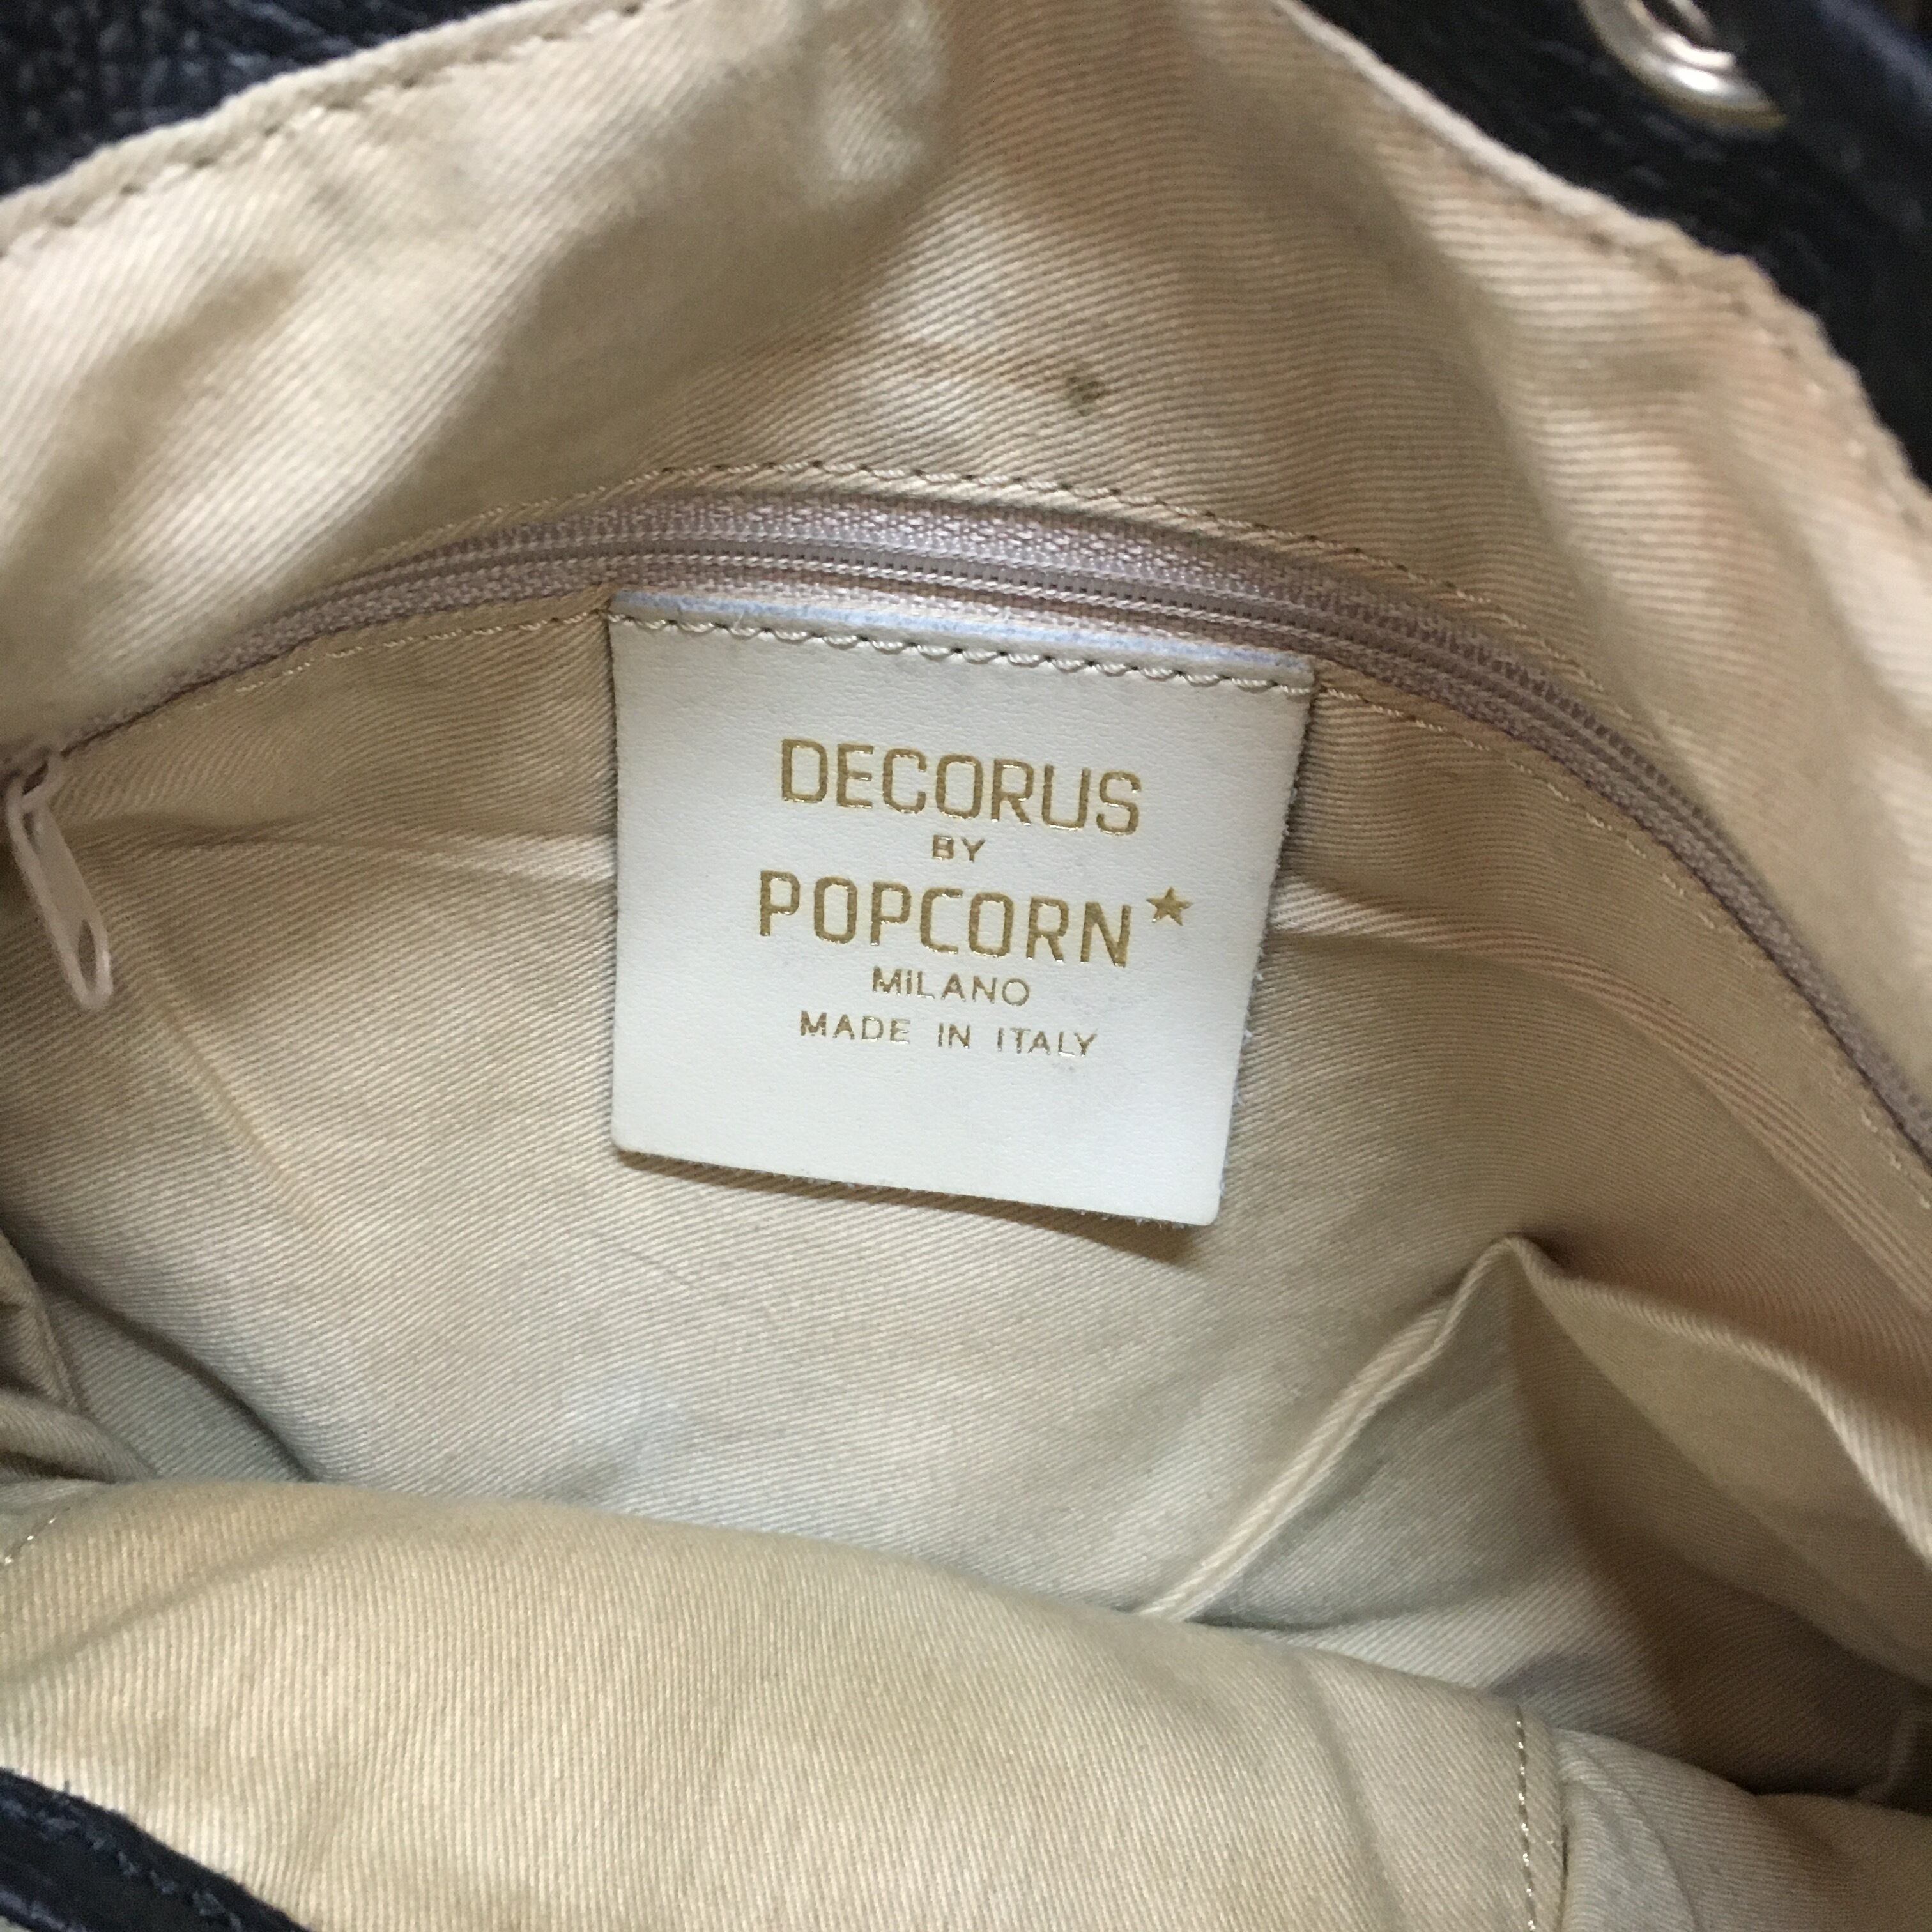 DECORUS
BY
POPCORN★
MILANO
MADE IN ITALY